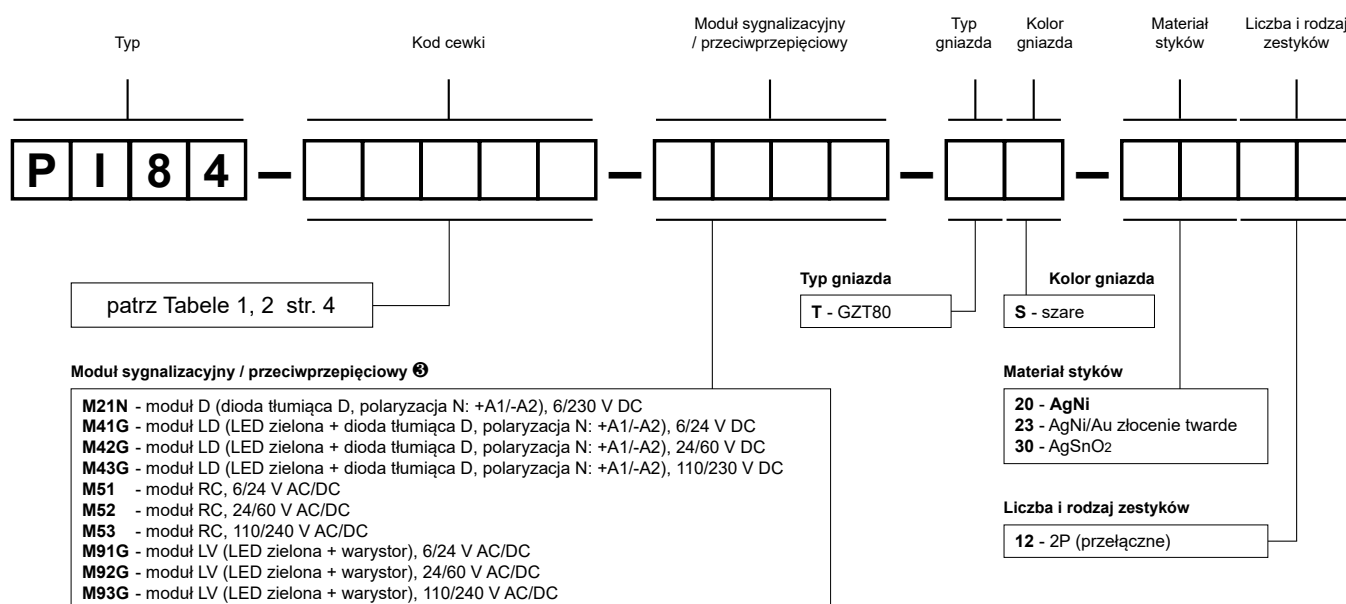 Typ
Kod cewki
Moduł sygnalizacyjny
/ przeciwprzepięciowy
Typ
gniazda
Kolor
gniazda
Materiał
styków
Liczba i rodzaj
zestyków
P I 8 4 – – – –
patrz Tabele 1, 2 str. 4
Typ gniazda
T - GZT80
Kolor gniazda
S - szare
Moduł sygnalizacyjny / przeciwprzepięciowy ❸
M21N - moduł D (dioda tłumiąca D, polaryzacja N: +A1/-A2), 6/230 V DC
M41G - moduł LD (LED zielona + dioda tłumiąca D, polaryzacja N: +A1/-A2), 6/24 V DC
M42G - moduł LD (LED zielona + dioda tłumiąca D, polaryzacja N: +A1/-A2), 24/60 V DC
M43G - moduł LD (LED zielona + dioda tłumiąca D, polaryzacja N: +A1/-A2), 110/230 V DC
M51 - moduł RC, 6/24 V AC/DC
M52 - moduł RC, 24/60 V AC/DC
M53 - moduł RC, 110/240 V AC/DC
M91G - moduł LV (LED zielona + warystor), 6/24 V AC/DC
M92G - moduł LV (LED zielona + warystor), 24/60 V AC/DC
M93G - moduł LV (LED zielona + warystor), 110/240 V AC/DC
Materiał styków
20 - AgNi
23 - AgNi/Au złocenie twarde
30 - AgSnO2
Liczba i rodzaj zestyków
12 - 2P (przełączne)